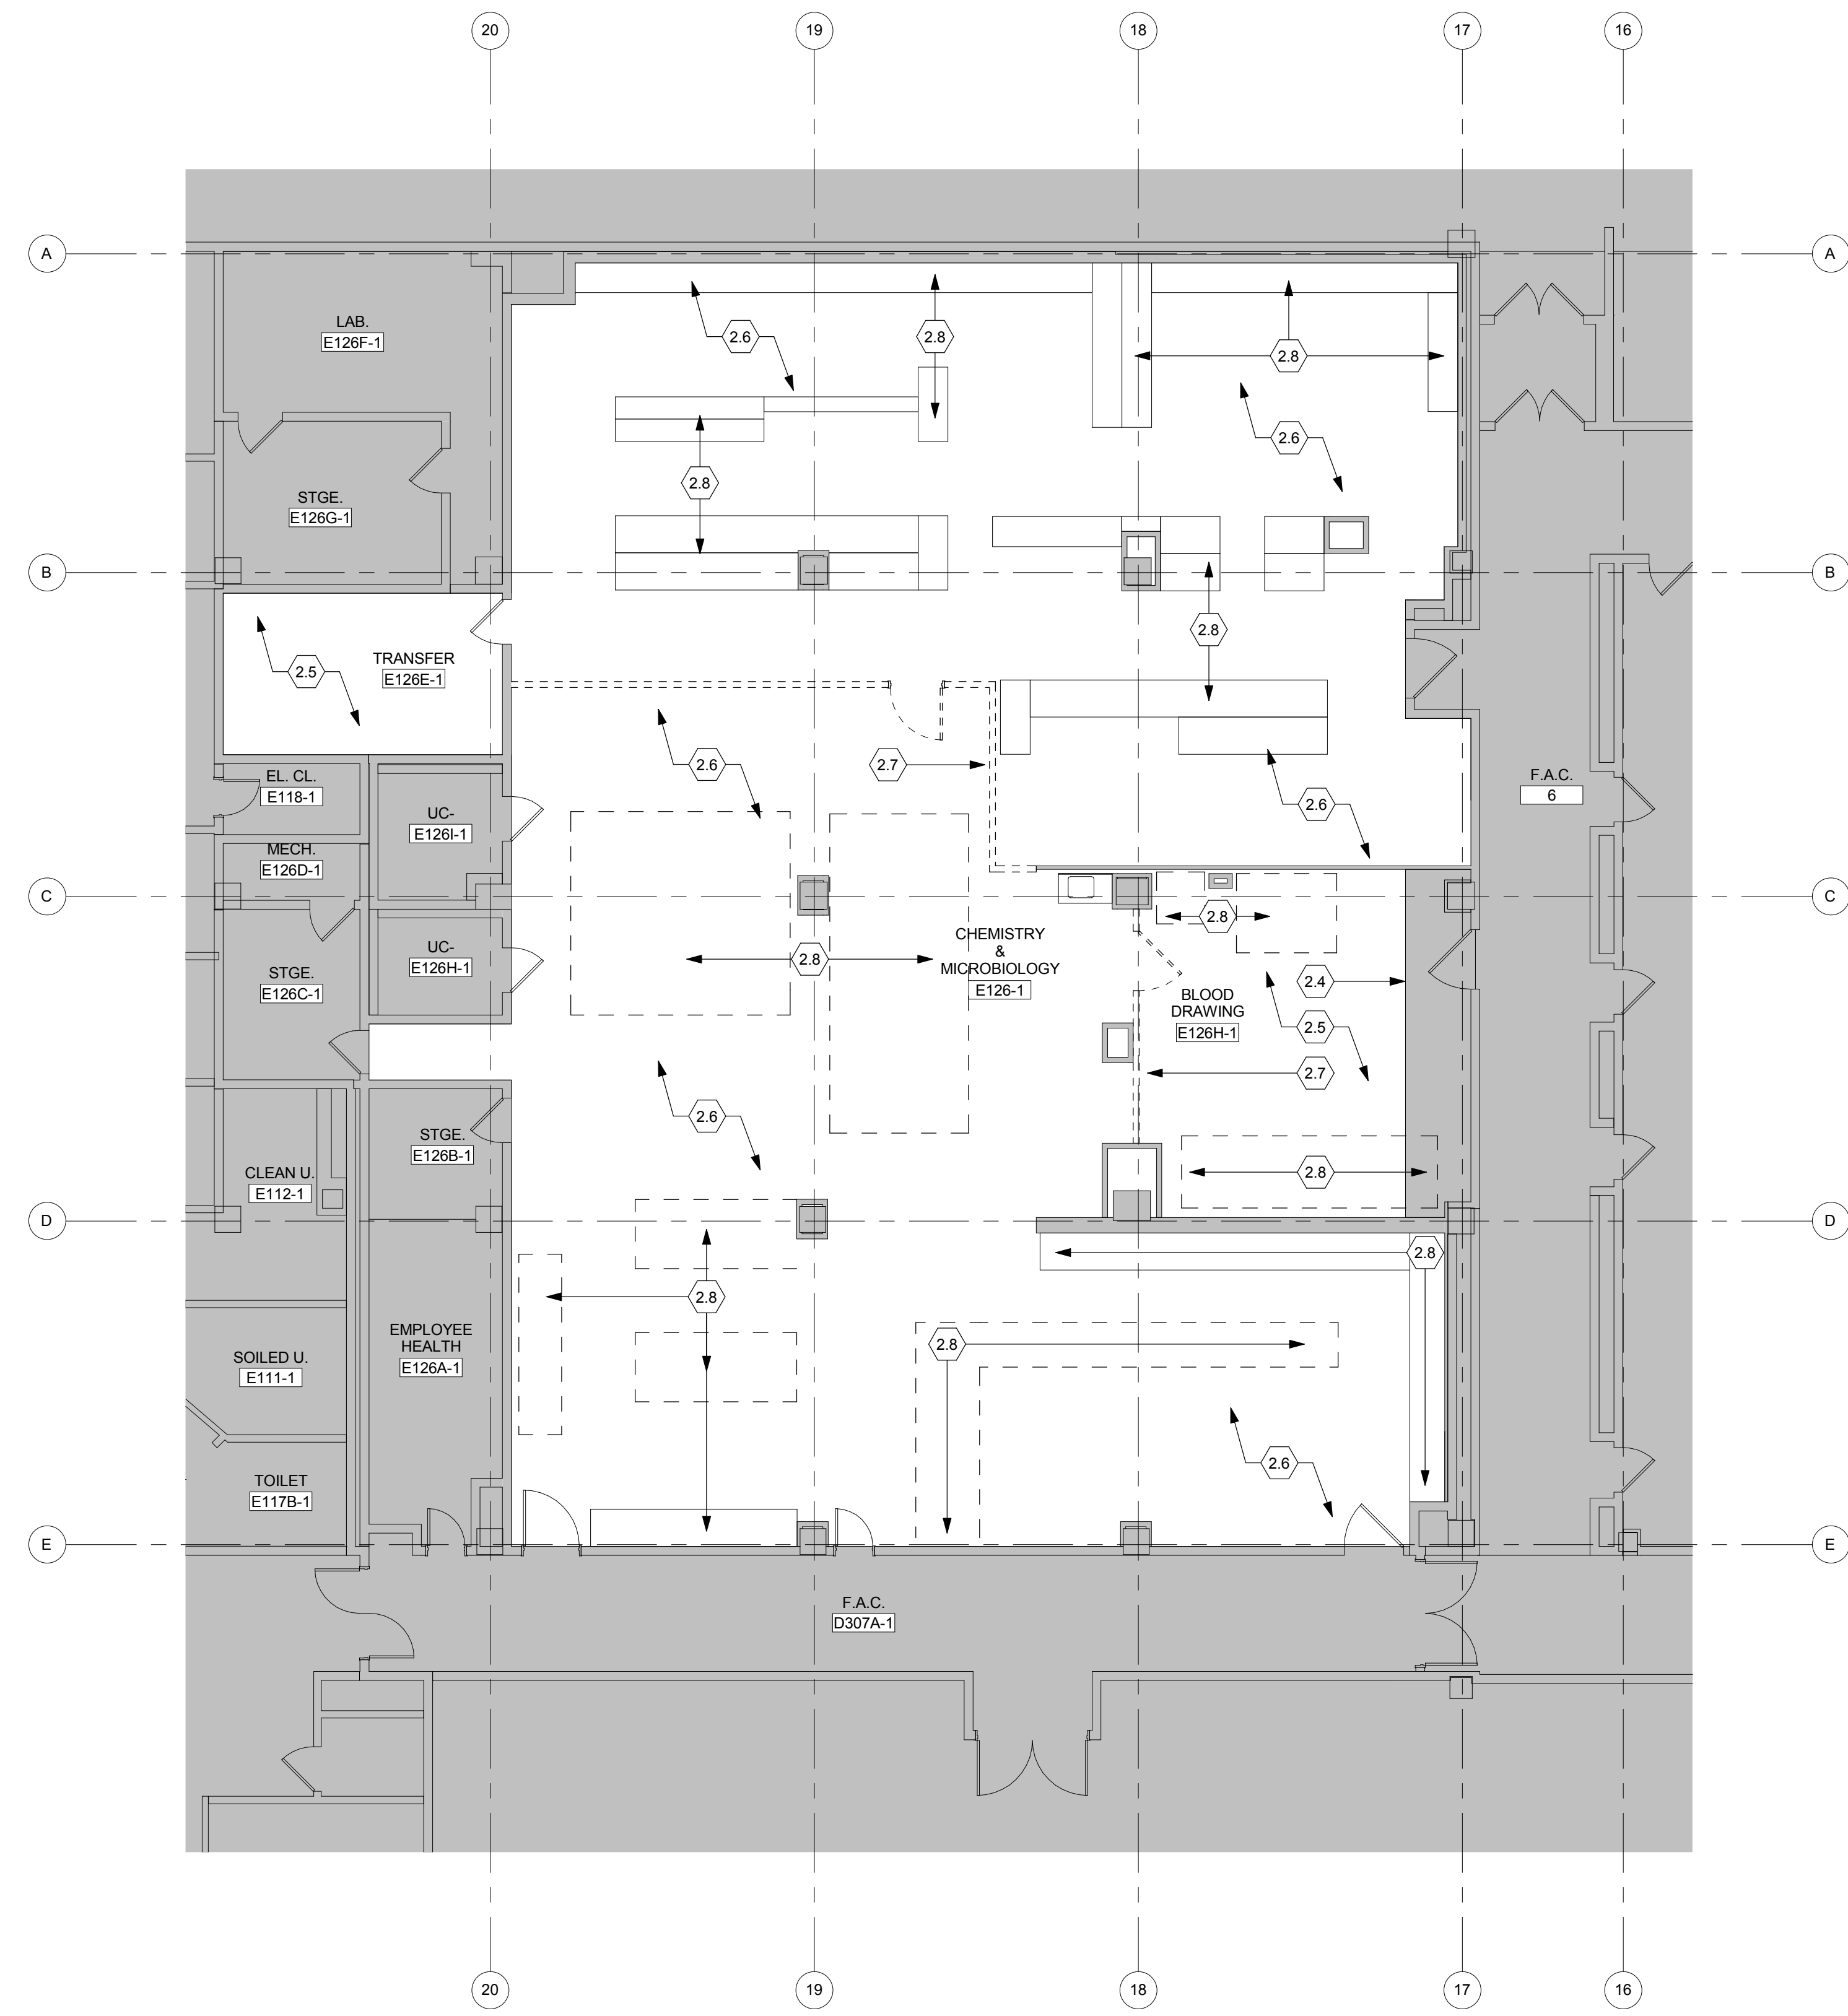 20
19
18
17
16
A
A
LAB.
E126F-1
2.6
2.8
2.8
2.6
2.8
STGE.
E126G-1
B
B
2.8
TRANSFER
E126E-1
2.5
2.6
2.7
EL. CL.
E118-1
UC-
E126I-1
2.6
F.A.C.
6
MECH.
E126D-1
C
C
2.8
UC-
E126H-1
CHEMISTRY
&
MICROBIOLOGY
E126-1
2.8
STGE.
E126C-1
2.4
BLOOD
DRAWING
E126H-1
2.5
2.7
2.6
STGE.
E126B-1
CLEAN U.
E112-1
2.8
D
D
2.8
2.8
EMPLOYEE
HEALTH
E126A-1
2.8
SOILED U.
E111-1
2.6
TOILET
E117B-1
E
E
F.A.C.
D307A-1
20
19
18
17
16